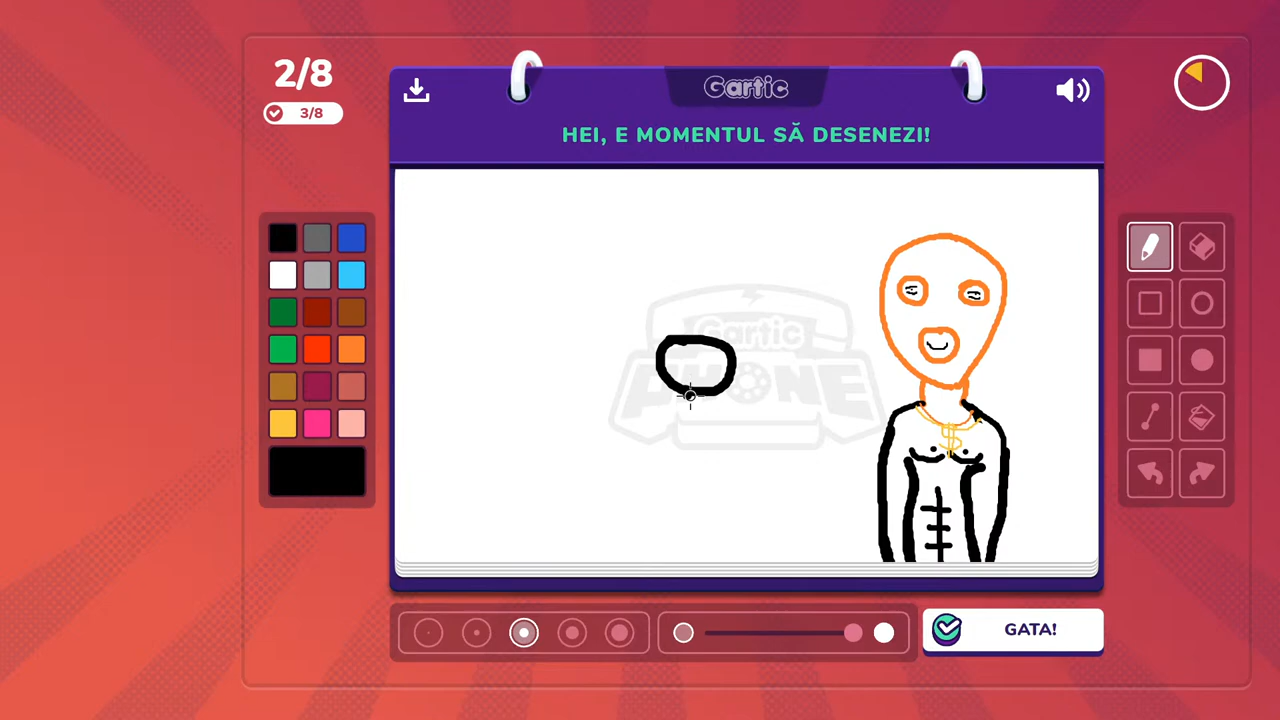 2/8
3/8
Gartic
HEI, E MOMENTUL SĂ DESENEZI!
Gartic
PHONE
$
GATA!